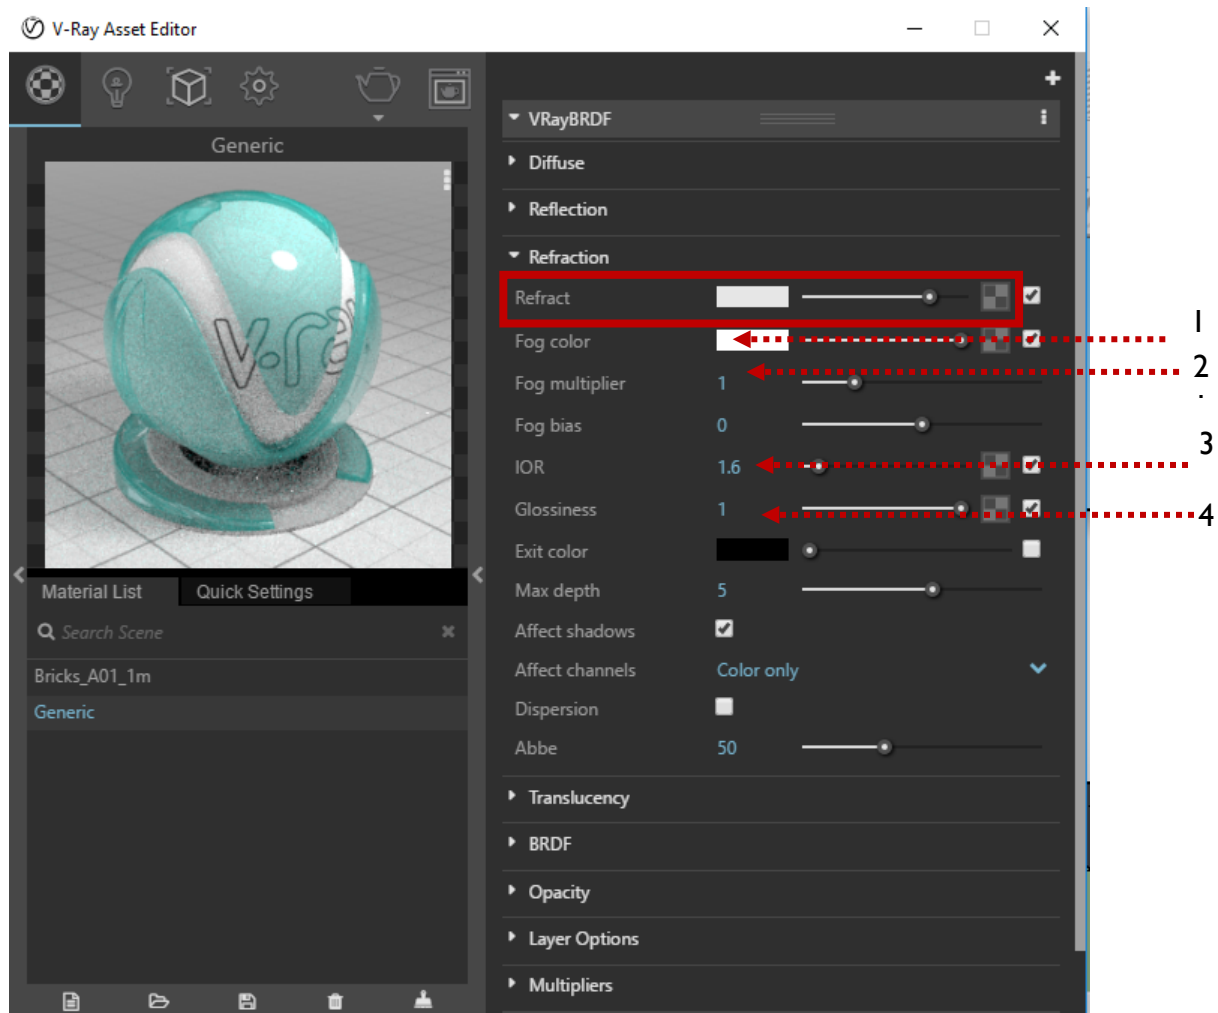 V-Ray Asset Editor
Generic
V-ra
Material List
Quick Settings
Search Scene
Bricks_A01_1m
Generic
VRayBRDF
Diffuse
Reflection
Refraction
Refract
Fog color
Fog multiplier 1
Fog bias 0
IOR 1.6
Glossiness 1
Exit color
Max depth 5
Affect shadows
Affect channels Color only
Dispersion
Abbe 50
Translucency
BRDF
Opacity
Layer Options
Multipliers
1
2
3
4